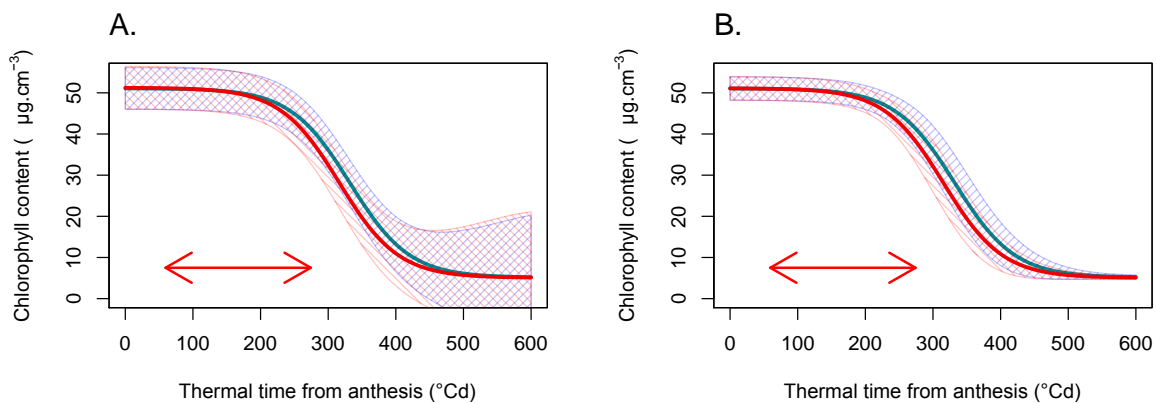 A.
Chlorophyll content ( µg.cm⁻³)
0 10 20 30 40 50
0 100 200 300 400 500 600
Thermal time from anthesis (°Cd)
B.
Chlorophyll content ( µg.cm⁻³)
0 10 20 30 40 50
0 100 200 300 400 500 600
Thermal time from anthesis (°Cd)